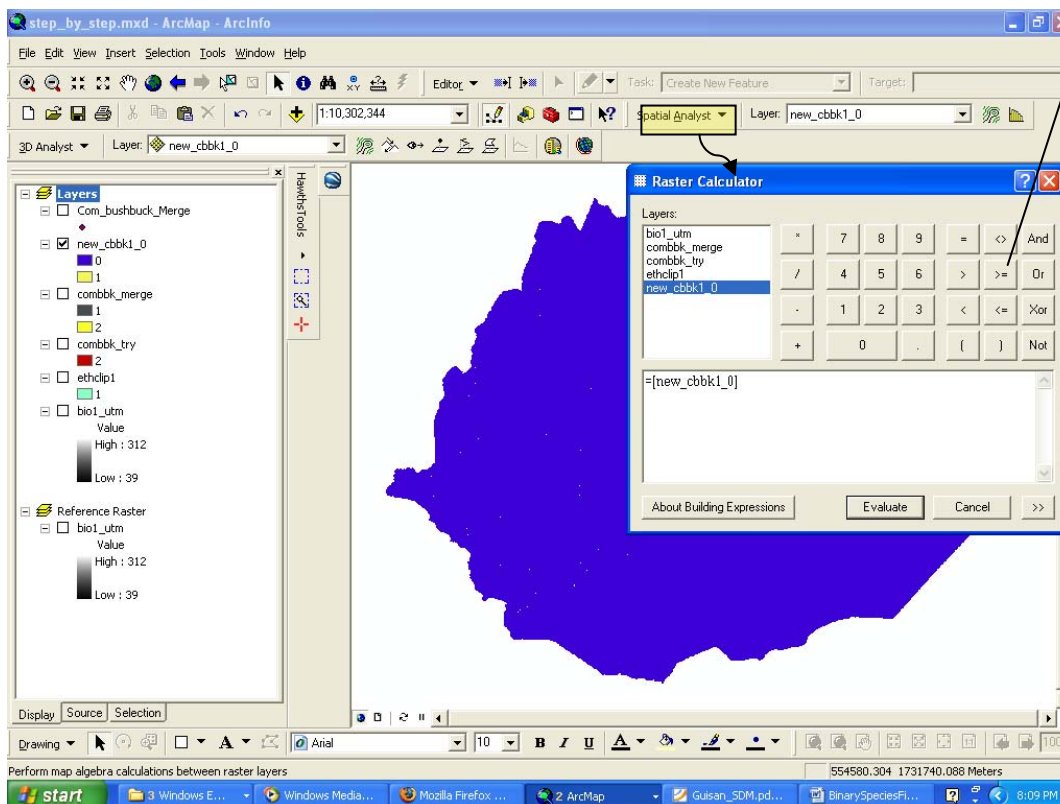 step_by_step.mxd - ArcMap - ArcInfo
File Edit View Insert Selection Tools Window Help
Editor Task: Create New Feature Target:
1:10,302,344 Spatial Analyst Layer: new_cbbk1_0
3D Analyst Layer: new_cbbk1_0
HawthsTools
Layers
Com_bushbuck_Merge
new_cbbk1_0
0
1
combbk_merge
1
2
combbk_try
2
ethclip1
1
bio1_utm
Value
High : 312
Low : 39
Reference Raster
bio1_utm
Value
High : 312
Low : 39
Display Source Selection
Raster Calculator
Layers:
bio1_utm
combbk_merge
combbk_try
ethclip1
new_cbbk1_0
* 7 8 9 = <> And
/ 4 5 6 > >= Or
- 1 2 3 < <= Xor
+ 0 . ( ) Not
=[new_cbbk1_0]
About Building Expressions Evaluate Cancel >>
Drawing A Arial 10 B I U A
Perform map algebra calculations between raster layers 554580.304 1731740.088 Meters
start 3 Windows E... Windows Media... Mozilla Firefox ... 2 ArcMap Guisan_SDM.pd... BinarySpeciesFi... 8:09 PM